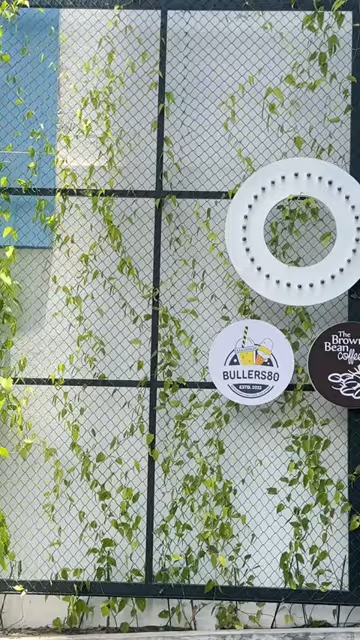 BULLERS80
ESTD. 2022
The
Brown
Bean
coffee